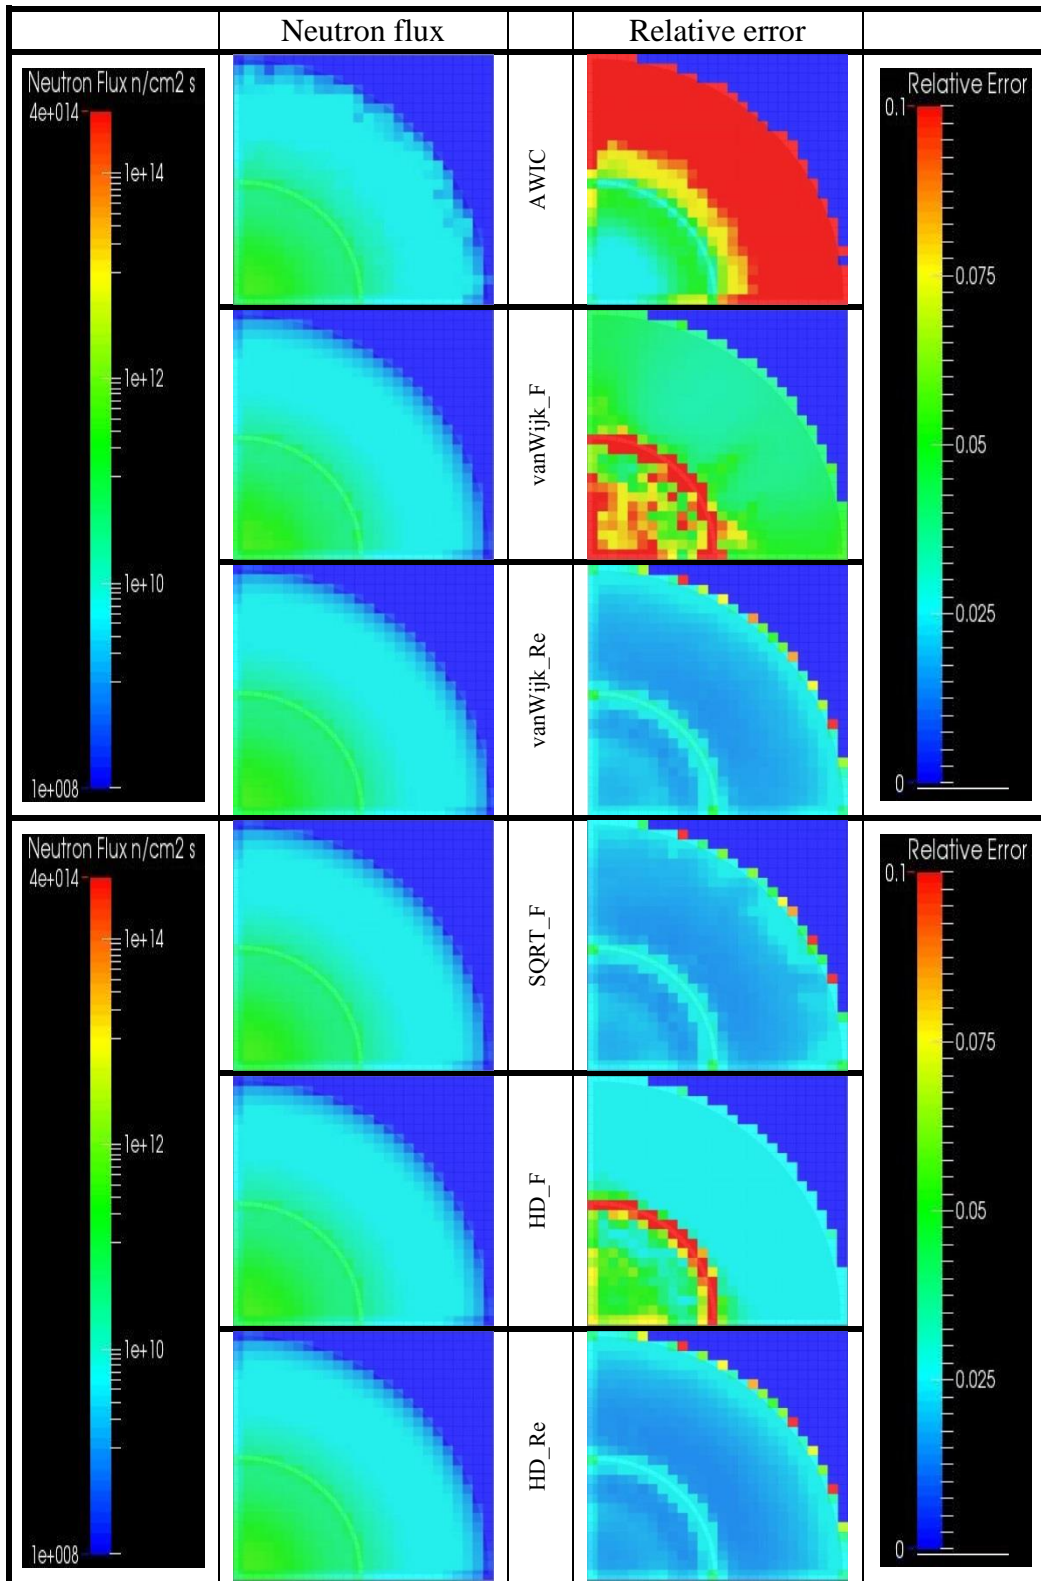 Neutron flux
Relative error
Neutron Flux n/cm2 s
4e+014
1e+14
1e+12
1e+10
1e+008
AWIC
vanWijk_F
vanWijk_Re
Relative Error
0.1
0.075
0.05
0.025
0
Neutron Flux n/cm2 s
4e+014
1e+14
1e+12
1e+10
1e+008
SQRT_F
HD_F
HD_Re
Relative Error
0.1
0.075
0.05
0.025
0